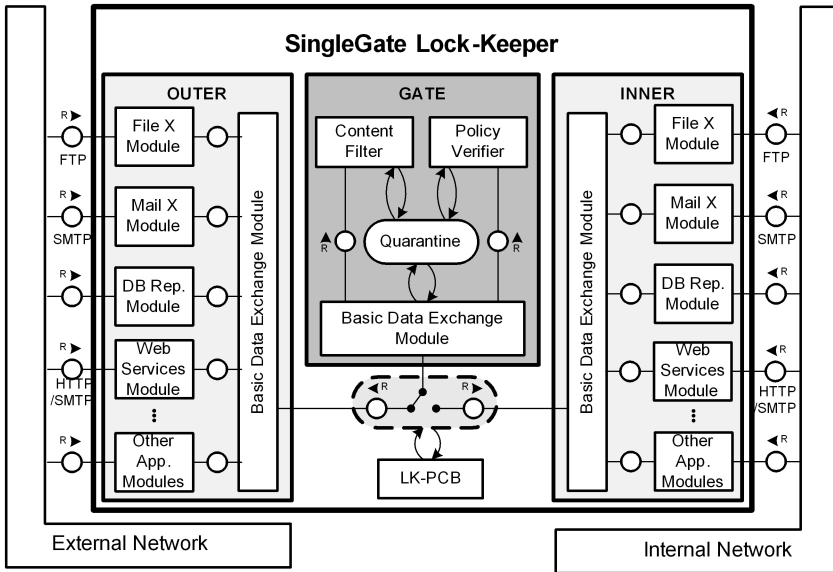 SingleGate Lock-Keeper
OUTER
R
FTP
File X
Module
R
SMTP
Mail X
Module
R
DB Rep.
Module
R
HTTP
/SMTP
Web
Services
Module
...
R
Other
App.
Modules
Basic Data Exchange Module
GATE
Content
Filter
Policy
Verifier
R
Quarantine
R
Basic Data Exchange
Module
R
R
LK-PCB
INNER
Basic Data Exchange Module
File X
Module
R
FTP
Mail X
Module
R
SMTP
DB Rep.
Module
R
Web
Services
Module
R
HTTP
/SMTP
...
Other
App.
Modules
R
External Network
Internal Network